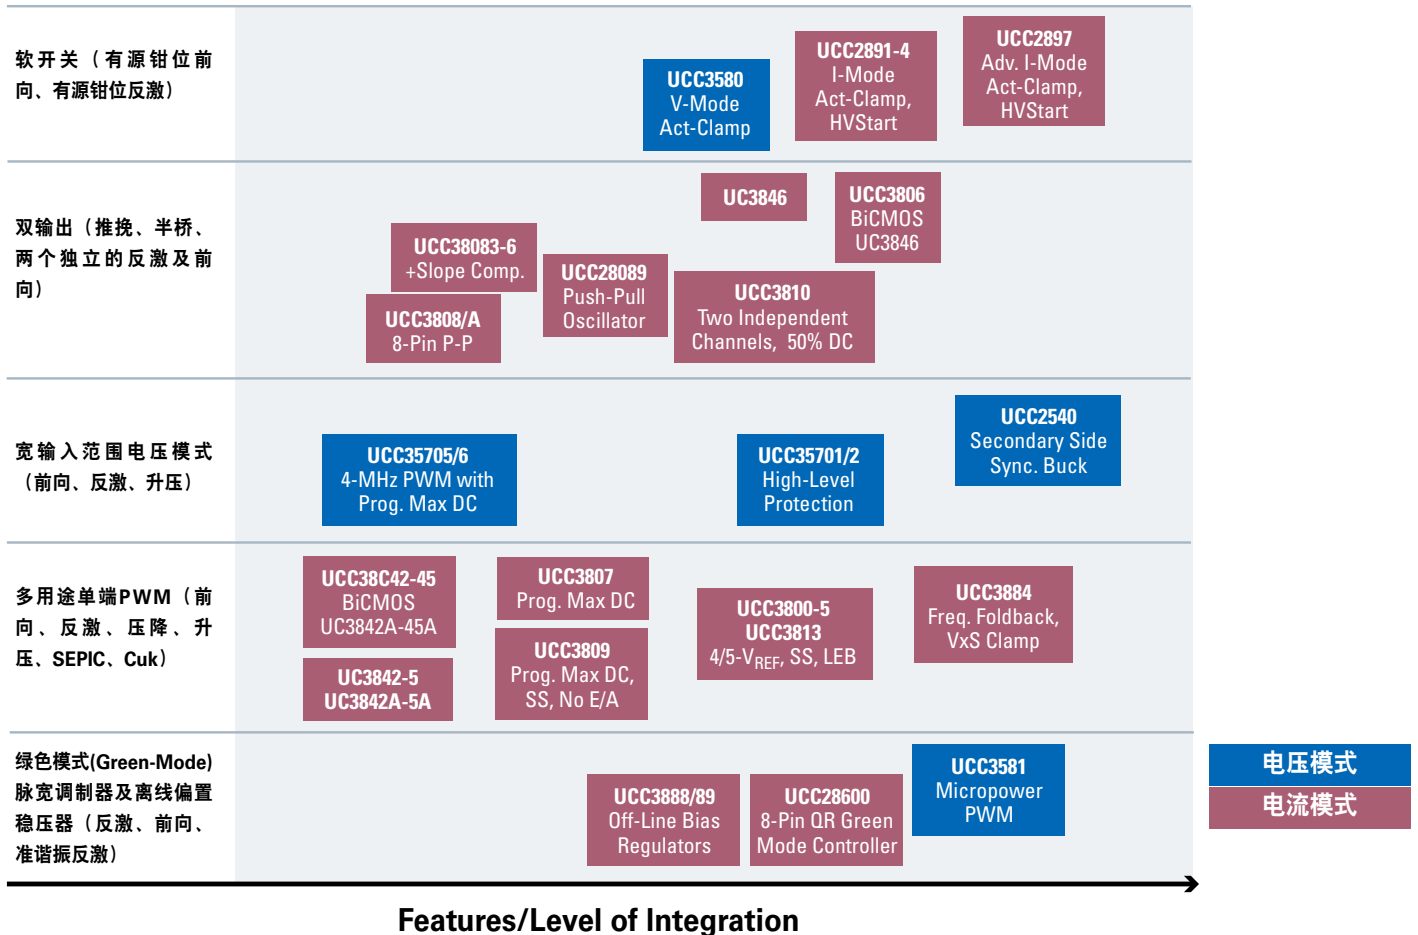 软开关（有源钳位前
向、有源钳位反激）
UCC3580
V-Mode
Act-Clamp
UCC2891-4
I-Mode
Act-Clamp,
HVStart
UCC2897
Adv. I-Mode
Act-Clamp,
HVStart
双输出（推挽、半桥、
两个独立的反激及前
向）
UCC38083-6
+Slope Comp.
UCC3808/A
8-Pin P-P
UCC28089
Push-Pull
Oscillator
UC3846
UCC3806
BiCMOS
UC3846
UCC3810
Two Independent
Channels, 50% DC
宽输入范围电压模式
（前向、反激、升压）
UCC35705/6
4-MHz PWM with
Prog. Max DC
UCC35701/2
High-Level
Protection
UCC2540
Secondary Side
Sync. Buck
多用途单端PWM（前
向、反激、压降、升
压、SEPIC、Cuk）
UCC38C42-45
BiCMOS
UC3842A-45A
UC3842-5
UC3842A-5A
UCC3807
Prog. Max DC
UCC3809
Prog. Max DC,
SS, No E/A
UCC3800-5
UCC3813
4/5-VREF, SS, LEB
UCC3884
Freq. Foldback,
VxS Clamp
绿色模式(Green-Mode)
脉宽调制器及离线偏置
稳压器（反激、前向、
准谐振反激）
UCC3888/89
Off-Line Bias
Regulators
UCC28600
8-Pin QR Green
Mode Controller
UCC3581
Micropower
PWM
电压模式
电流模式
Features/Level of Integration